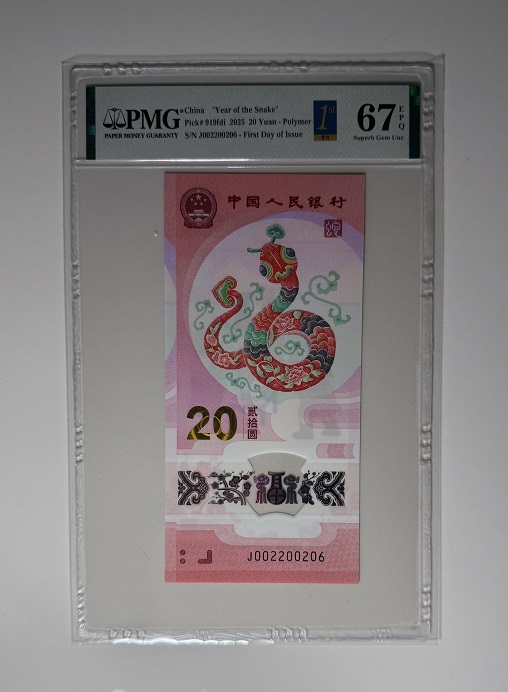 PMG
PAPER MONEY GUARANTY
China "Year of the Snake"
Pick# 919fdi 2025 20 Yuan - Polymer
S/N J002200206 - First Day of Issue
1st
67 EPQ
Superb Gem Unc
中国人民银行
20 贰拾圆
J002200206